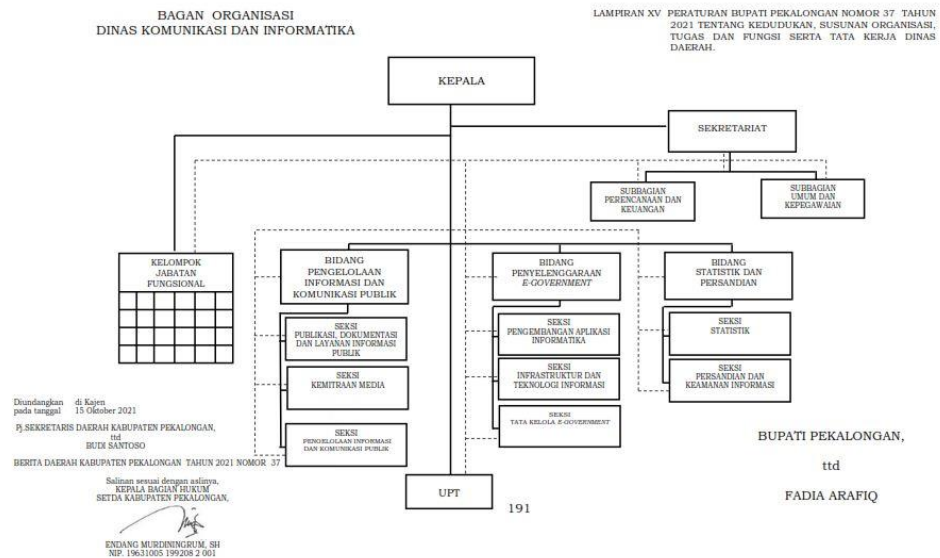 BAGAN ORGANISASI
DINAS KOMUNIKASI DAN INFORMATIKA
LAMPIRAN XV PERATURAN BUPATI PEKALONGAN NOMOR 37 TAHUN
2021 TENTANG KEDUDUKAN, SUSUNAN ORGANISASI,
TUGAS DAN FUNGSI SERTA TATA KERJA DINAS
DAERAH.
KEPALA
SEKRETARIAT
SUBBAGIAN
PERENCANAAN DAN
KEUANGAN
SUBBAGIAN
UMUM DAN
KEPEGAWAIAN
KELOMPOK
JABATAN
FUNGSIONAL
BIDANG
PENGELOLAAN
INFORMASI DAN
KOMUNIKASI PUBLIK
BIDANG
PENYELENGGARAAN
E-GOVERNMENT
BIDANG
STATISTIK DAN
PERSANDIAN
SEKSI
PUBLIKASI, DOKUMENTASI
DAN LAYANAN INFORMASI
PUBLIK
SEKSI
PENGEMBANGAN APLIKASI
INFORMATIKA
SEKSI
STATISTIK
SEKSI
KEMITRAAN MEDIA
SEKSI
INFRASTRUKTUR DAN
TEKNOLOGI INFORMASI
SEKSI
PERSANDIAN DAN
KEAMANAN INFORMASI
SEKSI
PENGELOLAAN INFORMASI
DAN KOMUNIKASI PUBLIK
SEKSI
TATA KELOLA E-GOVERNMENT
UPT
191
Diundangkan di Kajen
pada tanggal 15 Oktober 2021
Pj.SEKRETARIS DAERAH KABUPATEN PEKALONGAN,
ttd
BUDI SANTOSO
BERITA DAERAH KABUPATEN PEKALONGAN TAHUN 2021 NOMOR 37
Salinan sesuai dengan aslinya,
KEPALA BAGIAN HUKUM
SETDA KABUPATEN PEKALONGAN,
ENDANG MURDININGRUM, SH
NIP. 19631005 199208 2 001
BUPATI PEKALONGAN,
ttd
FADIA ARAFIQ